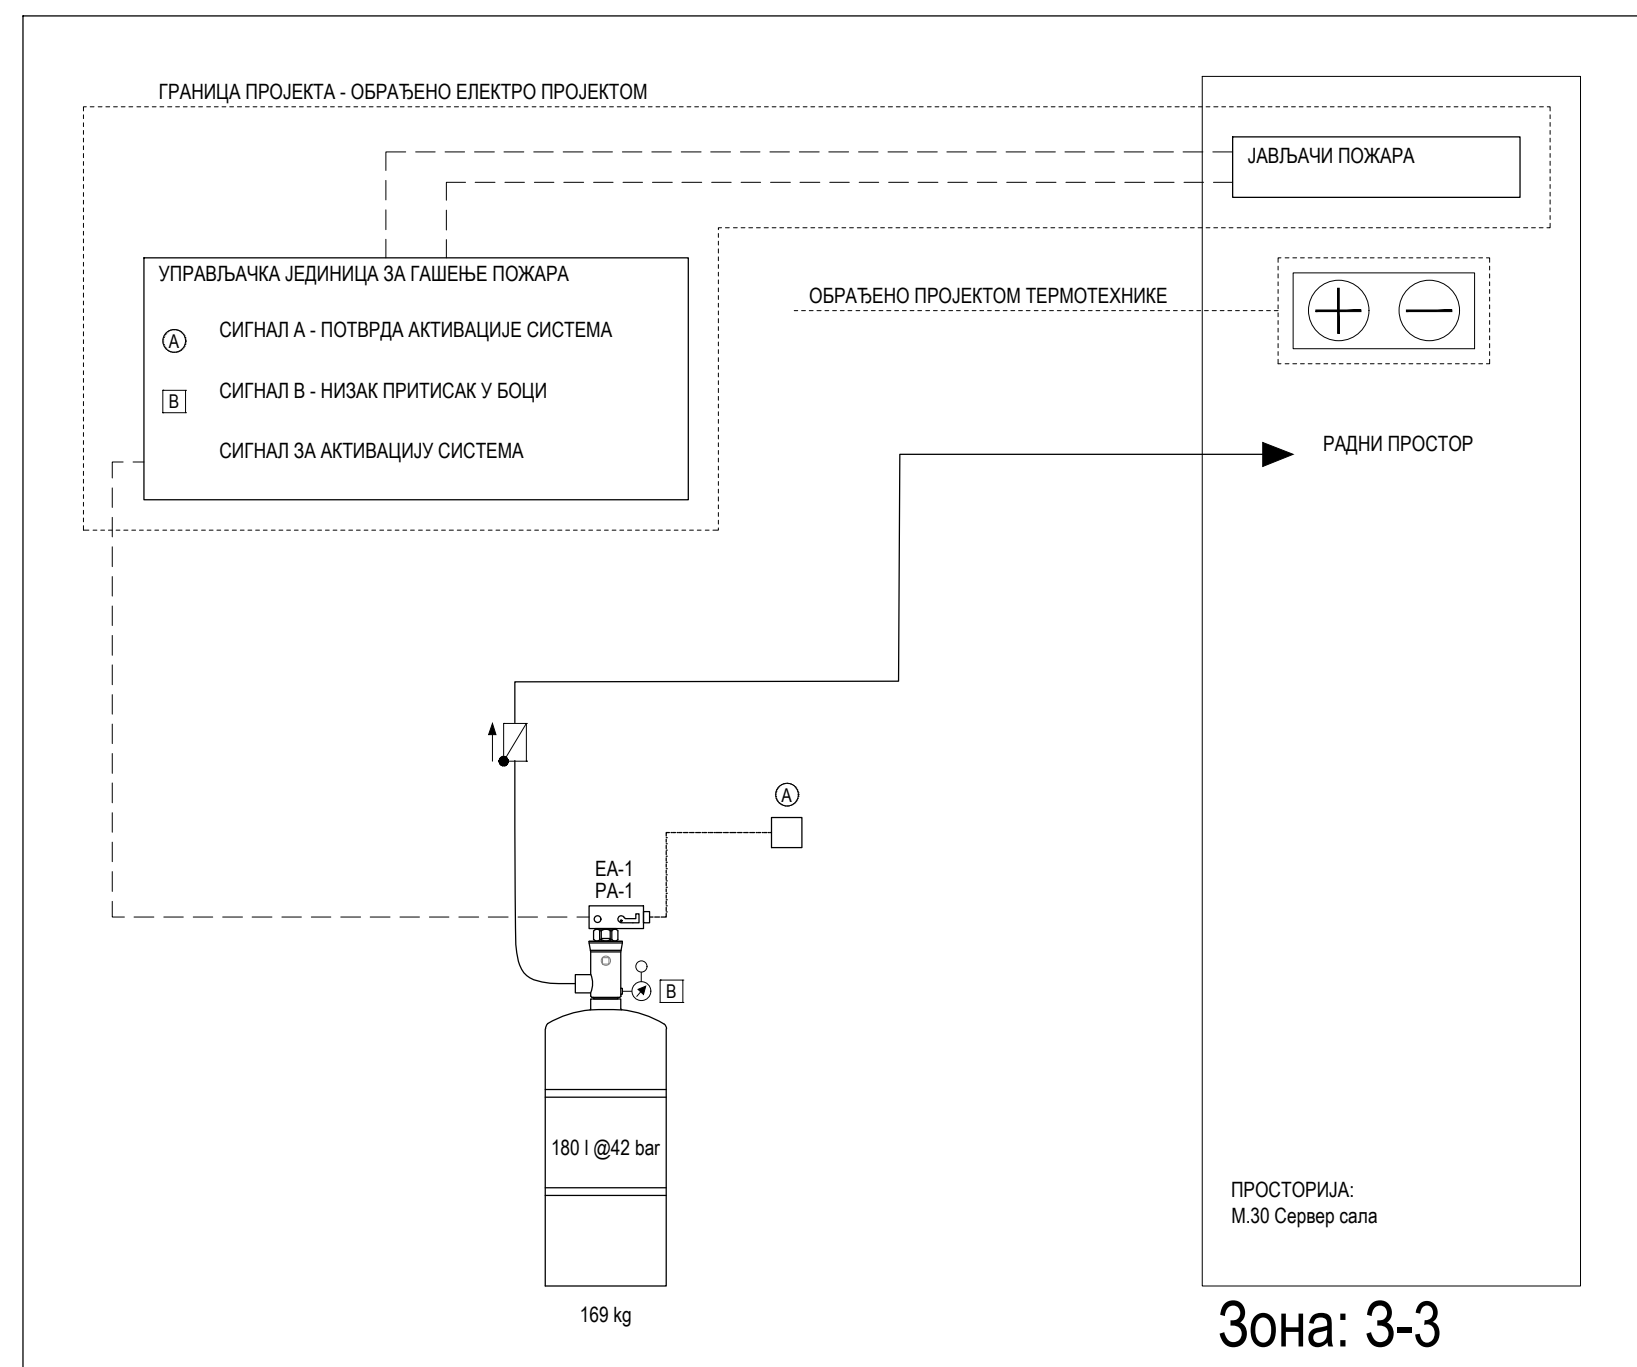 ГРАНИЦА ПРОЈЕКТА - ОБРАЂЕНО ЕЛЕКТРО ПРОЈЕКТОМ
ЈАВЉАЧИ ПОЖАРА
УПРАВЉАЧКА ЈЕДИНИЦА ЗА ГАШЕЊЕ ПОЖАРА
A СИГНАЛ А - ПОТВРДА АКТИВАЦИЈЕ СИСТЕМА
B СИГНАЛ B - НИЗАК ПРИТИСАК У БОЦИ
СИГНАЛ ЗА АКТИВАЦИЈУ СИСТЕМА
ОБРАЂЕНО ПРОЈЕКТОМ ТЕРМОТЕХНИКЕ
РАДНИ ПРОСТОР
A
EA-1
PA-1
B
180 l @42 bar
169 kg
ПРОСТОРИЈА:
М.30 Сервер сала
Зона: З-3